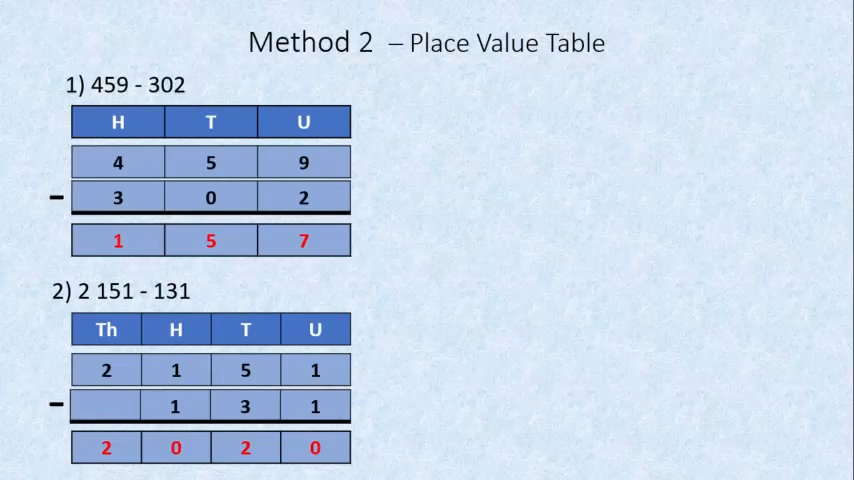 Method 2 – Place Value Table
1) 459 - 302
H T U
4 5 9
– 3 0 2
1 5 7
2) 2 151 - 131
Th H T U
2 1 5 1
– 1 3 1
2 0 2 0